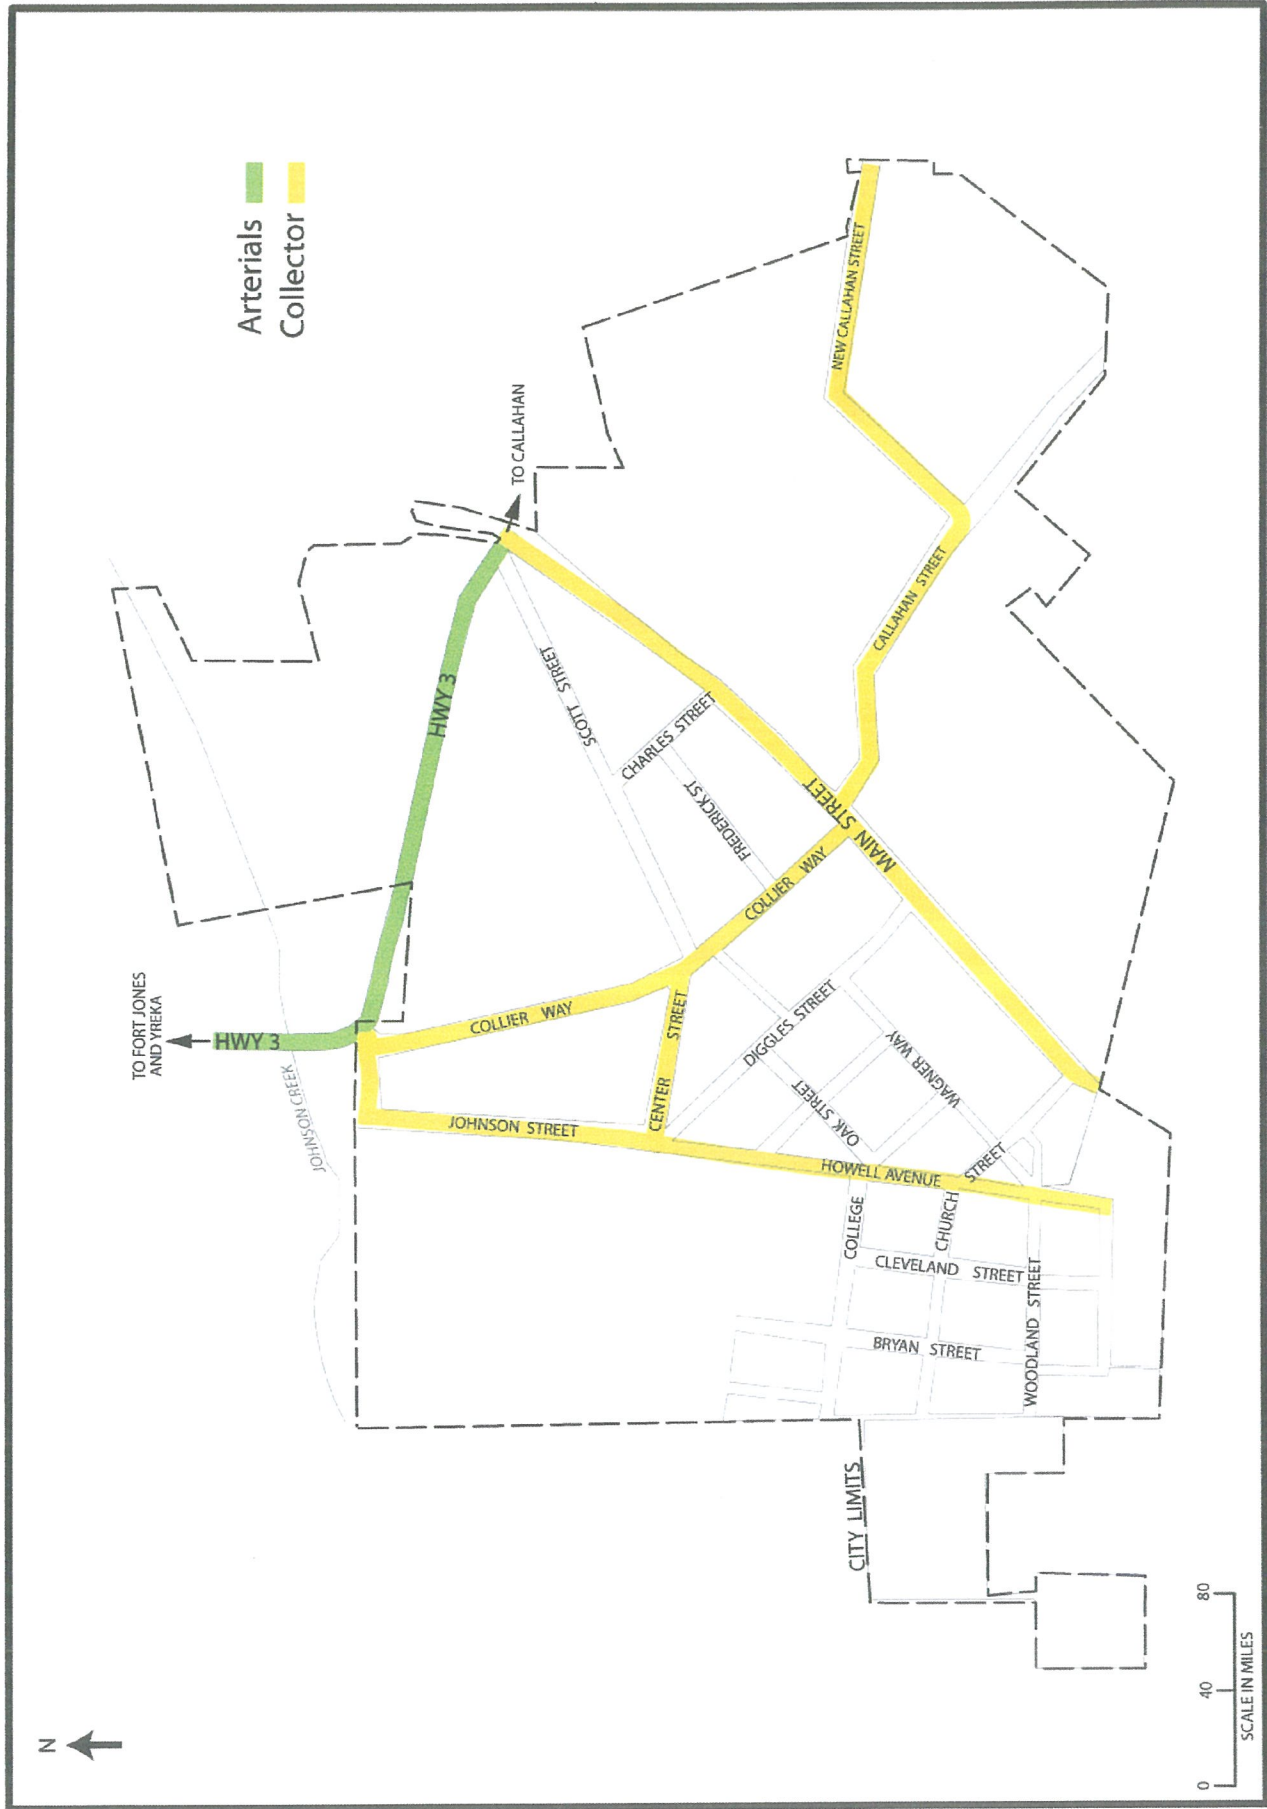 N
Arterials
Collector
TO FORT JONES
AND YREKA
HWY 3
JOHNSON CREEK
HWY 3
TO CALLAHAN
SCOTT STREET
CHARLES STREET
FREDERICK ST
COLLIER WAY
COLLIER WAY
MAIN STREET
NEW CALLAHAN STREET
CALLAHAN STREET
JOHNSON STREET
CENTER STREET
DIGGLES STREET
OAK STREET
WAGNER WAY
HOWELL AVENUE
COLLEGE
CHURCH STREET
CLEVELAND STREET
BRYAN STREET
WOODLAND STREET
CITY LIMITS
0 40 80
SCALE IN MILES